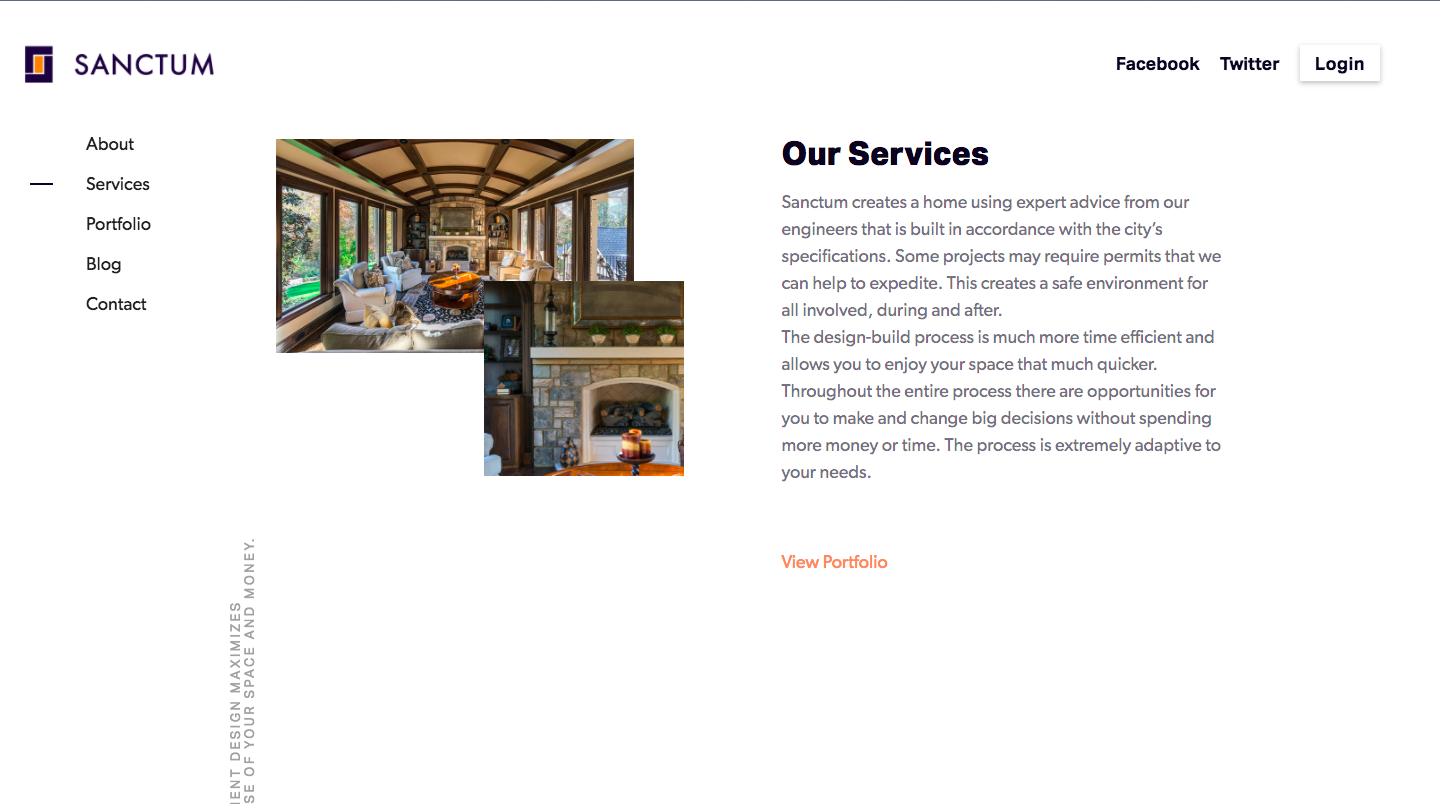 SANCTUM
Facebook Twitter Login
About
Services
Portfolio
Blog
Contact
Our Services
Sanctum creates a home using expert advice from our
engineers that is built in accordance with the city’s
specifications. Some projects may require permits that we
can help to expedite. This creates a safe environment for
all involved, during and after.
The design-build process is much more time efficient and
allows you to enjoy your space that much quicker.
Throughout the entire process there are opportunities for
you to make and change big decisions without spending
more money or time. The process is extremely adaptive to
your needs.
View Portfolio
DESIGN MAXIMIZES
OF YOUR SPACE AND MONEY.